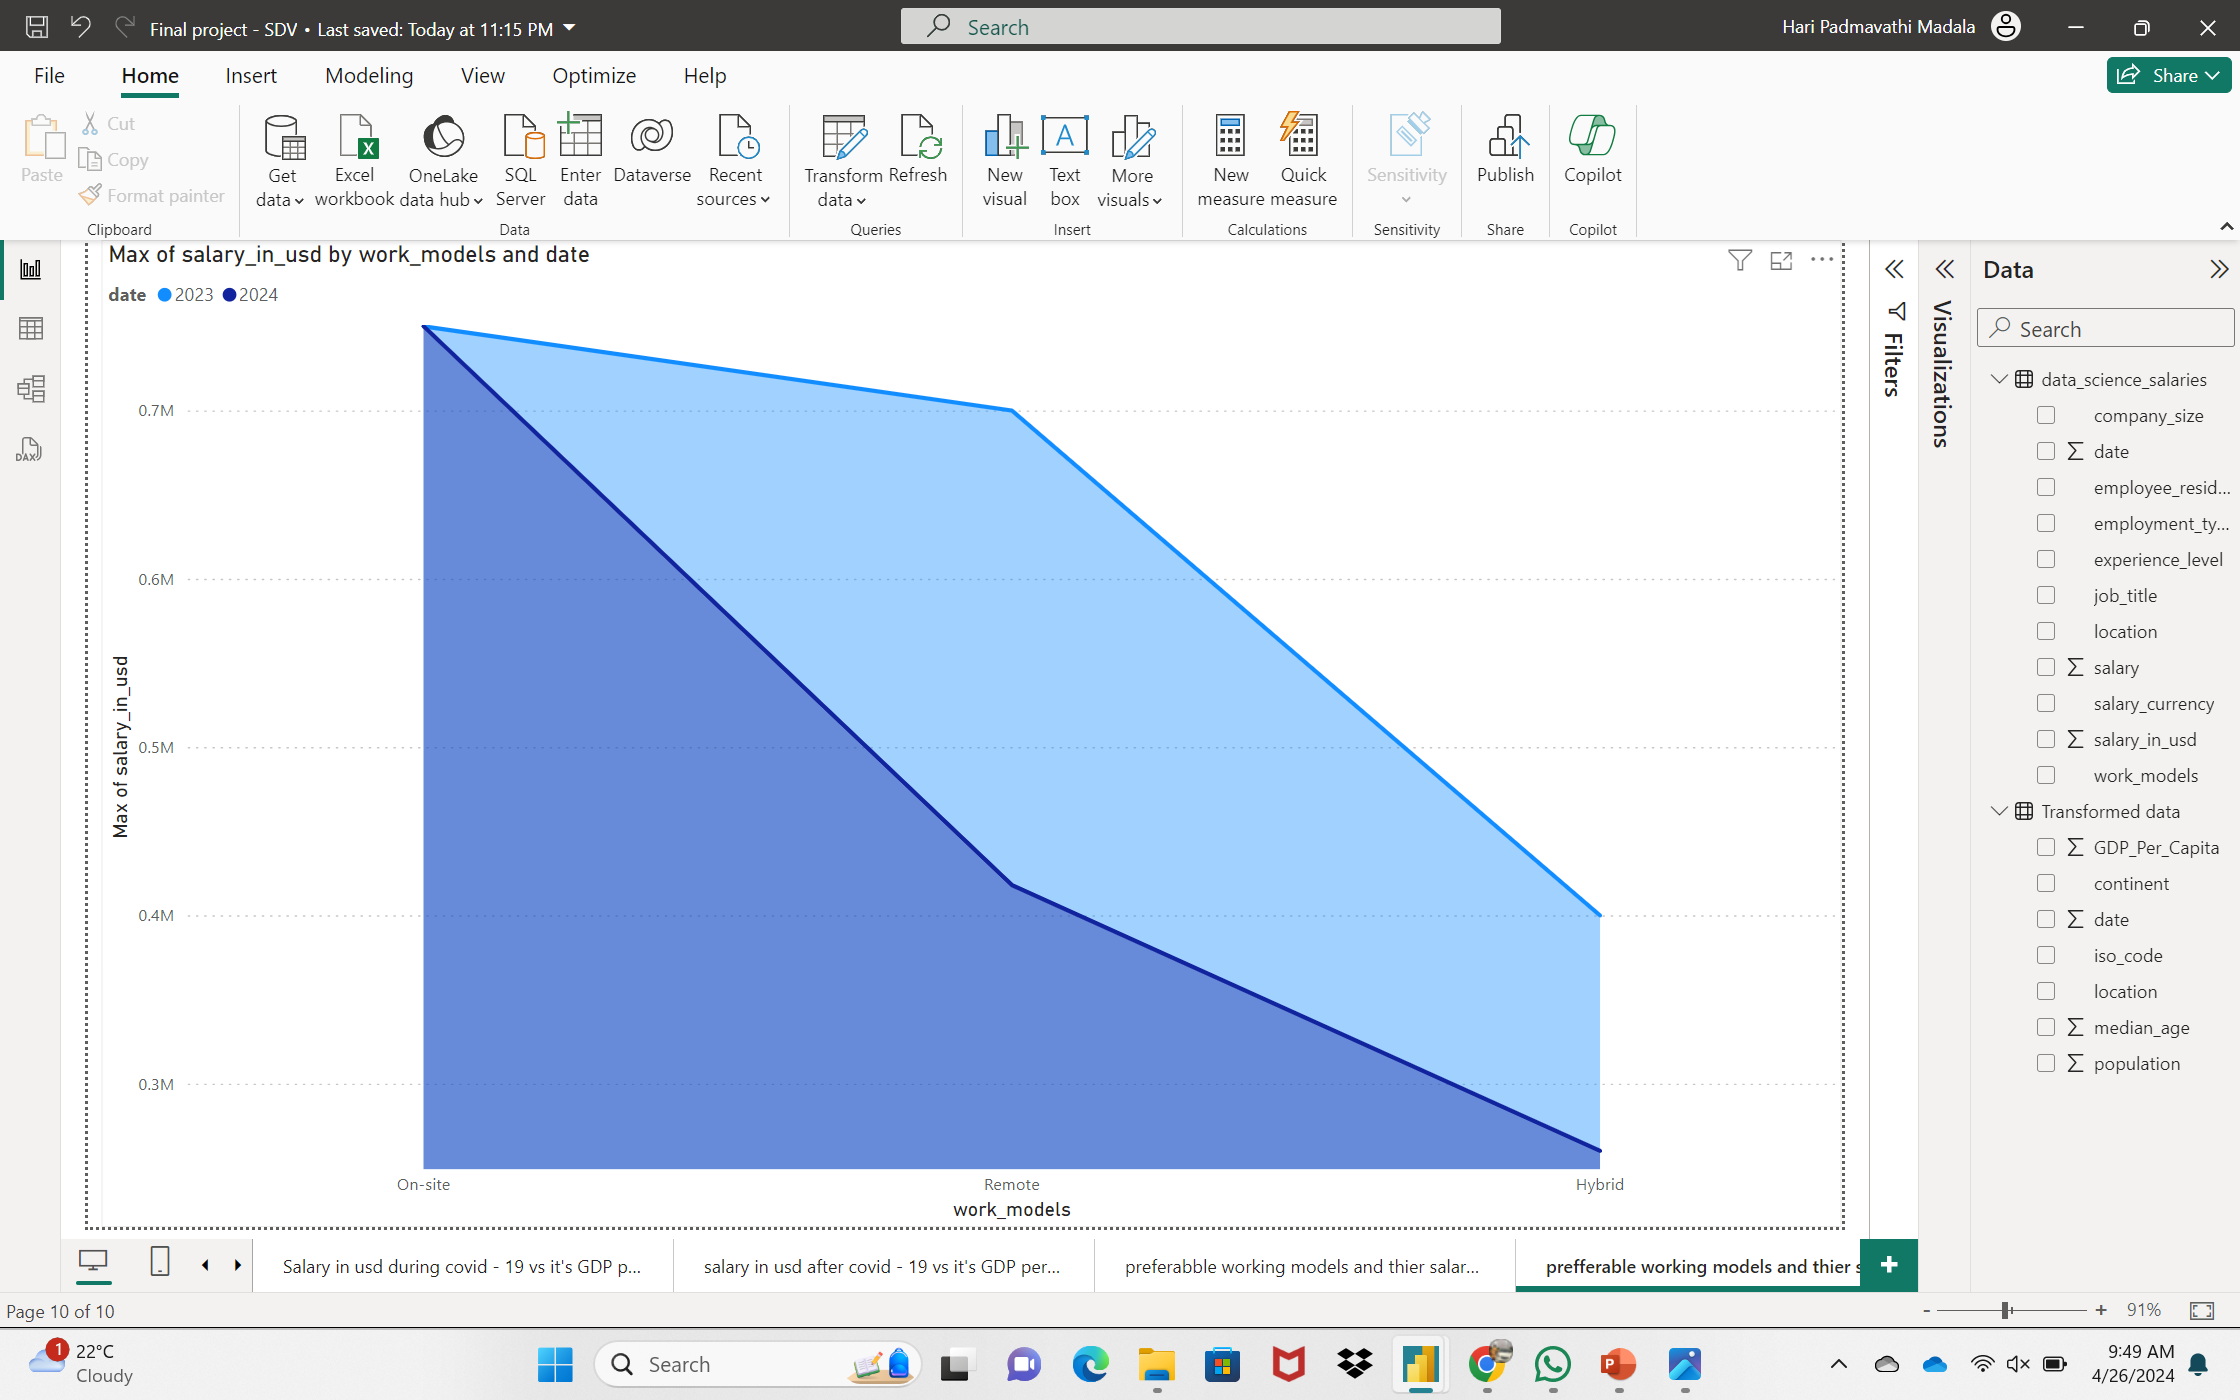 Final project - SDV • Last saved: Today at 11:15 PM
Search
Hari Padmavathi Madala
File Home Insert Modeling View Optimize Help
Share
Paste
Cut
Copy
Format painter
Clipboard
Get data
Excel workbook
OneLake data hub
SQL Server
Enter data
Dataverse
Recent sources
Data
Transform data
Refresh
Queries
New visual
Text box
More visuals
Insert
New measure
Quick measure
Calculations
Sensitivity
Sensitivity
Publish
Share
Copilot
Copilot
DAX
Max of salary_in_usd by work_models and date
date 2023 2024
0.7M
0.6M
0.5M
0.4M
0.3M
Max of salary_in_usd
On-site Remote Hybrid
work_models
Filters
Visualizations
Data
Search
data_science_salaries
company_size
date
employee_resid...
employment_ty...
experience_level
job_title
location
salary
salary_currency
salary_in_usd
work_models
Transformed data
GDP_Per_Capita
continent
date
iso_code
location
median_age
population
Salary in usd during covid - 19 vs it's GDP p...
salary in usd after covid - 19 vs it's GDP per...
preferabble working models and thier salar...
prefferable working models and thier s
Page 10 of 10
- + 91%
1
22°C
Cloudy
Search
9:49 AM
4/26/2024